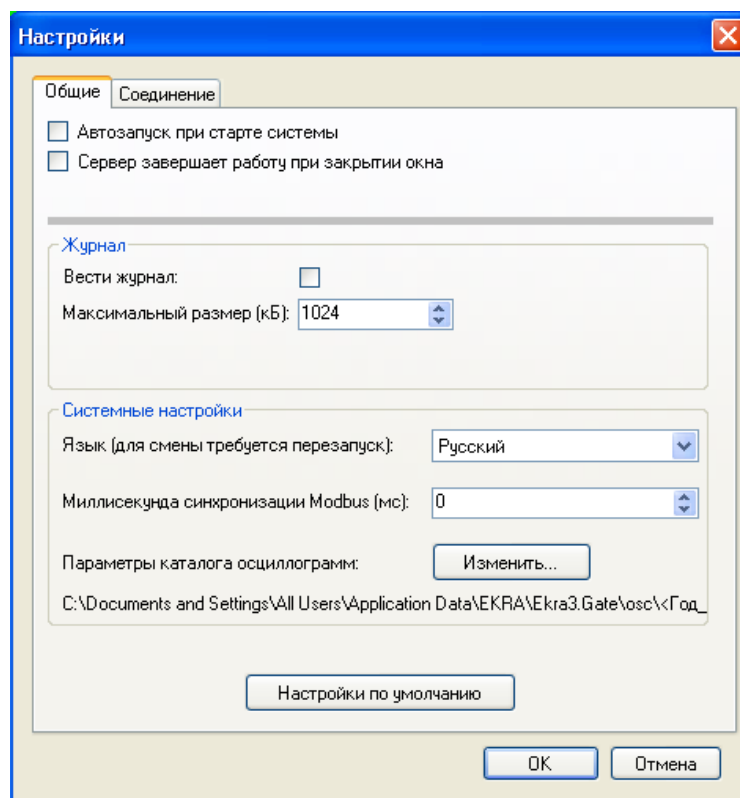 Настройки
Общие
Соединение
Автозапуск при старте системы
Сервер завершает работу при закрытии окна
Журнал
Вести журнал:
Максимальный размер (кБ): 1024
Системные настройки
Язык (для смены требуется перезапуск): Русский
Миллисекунда синхронизации Modbus (мс): 0
Параметры каталога осциллограмм: Изменить...
C:\Documents and Settings\All Users\Application Data\EKRA\Ekra3.Gate\osc\<Год_
Настройки по умолчанию
OK Отмена